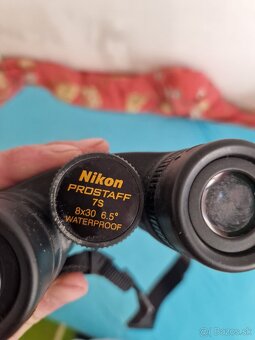 Nikon
PROSTAFF
7S
8x30 6.5°
WATERPROOF
bazos.sk